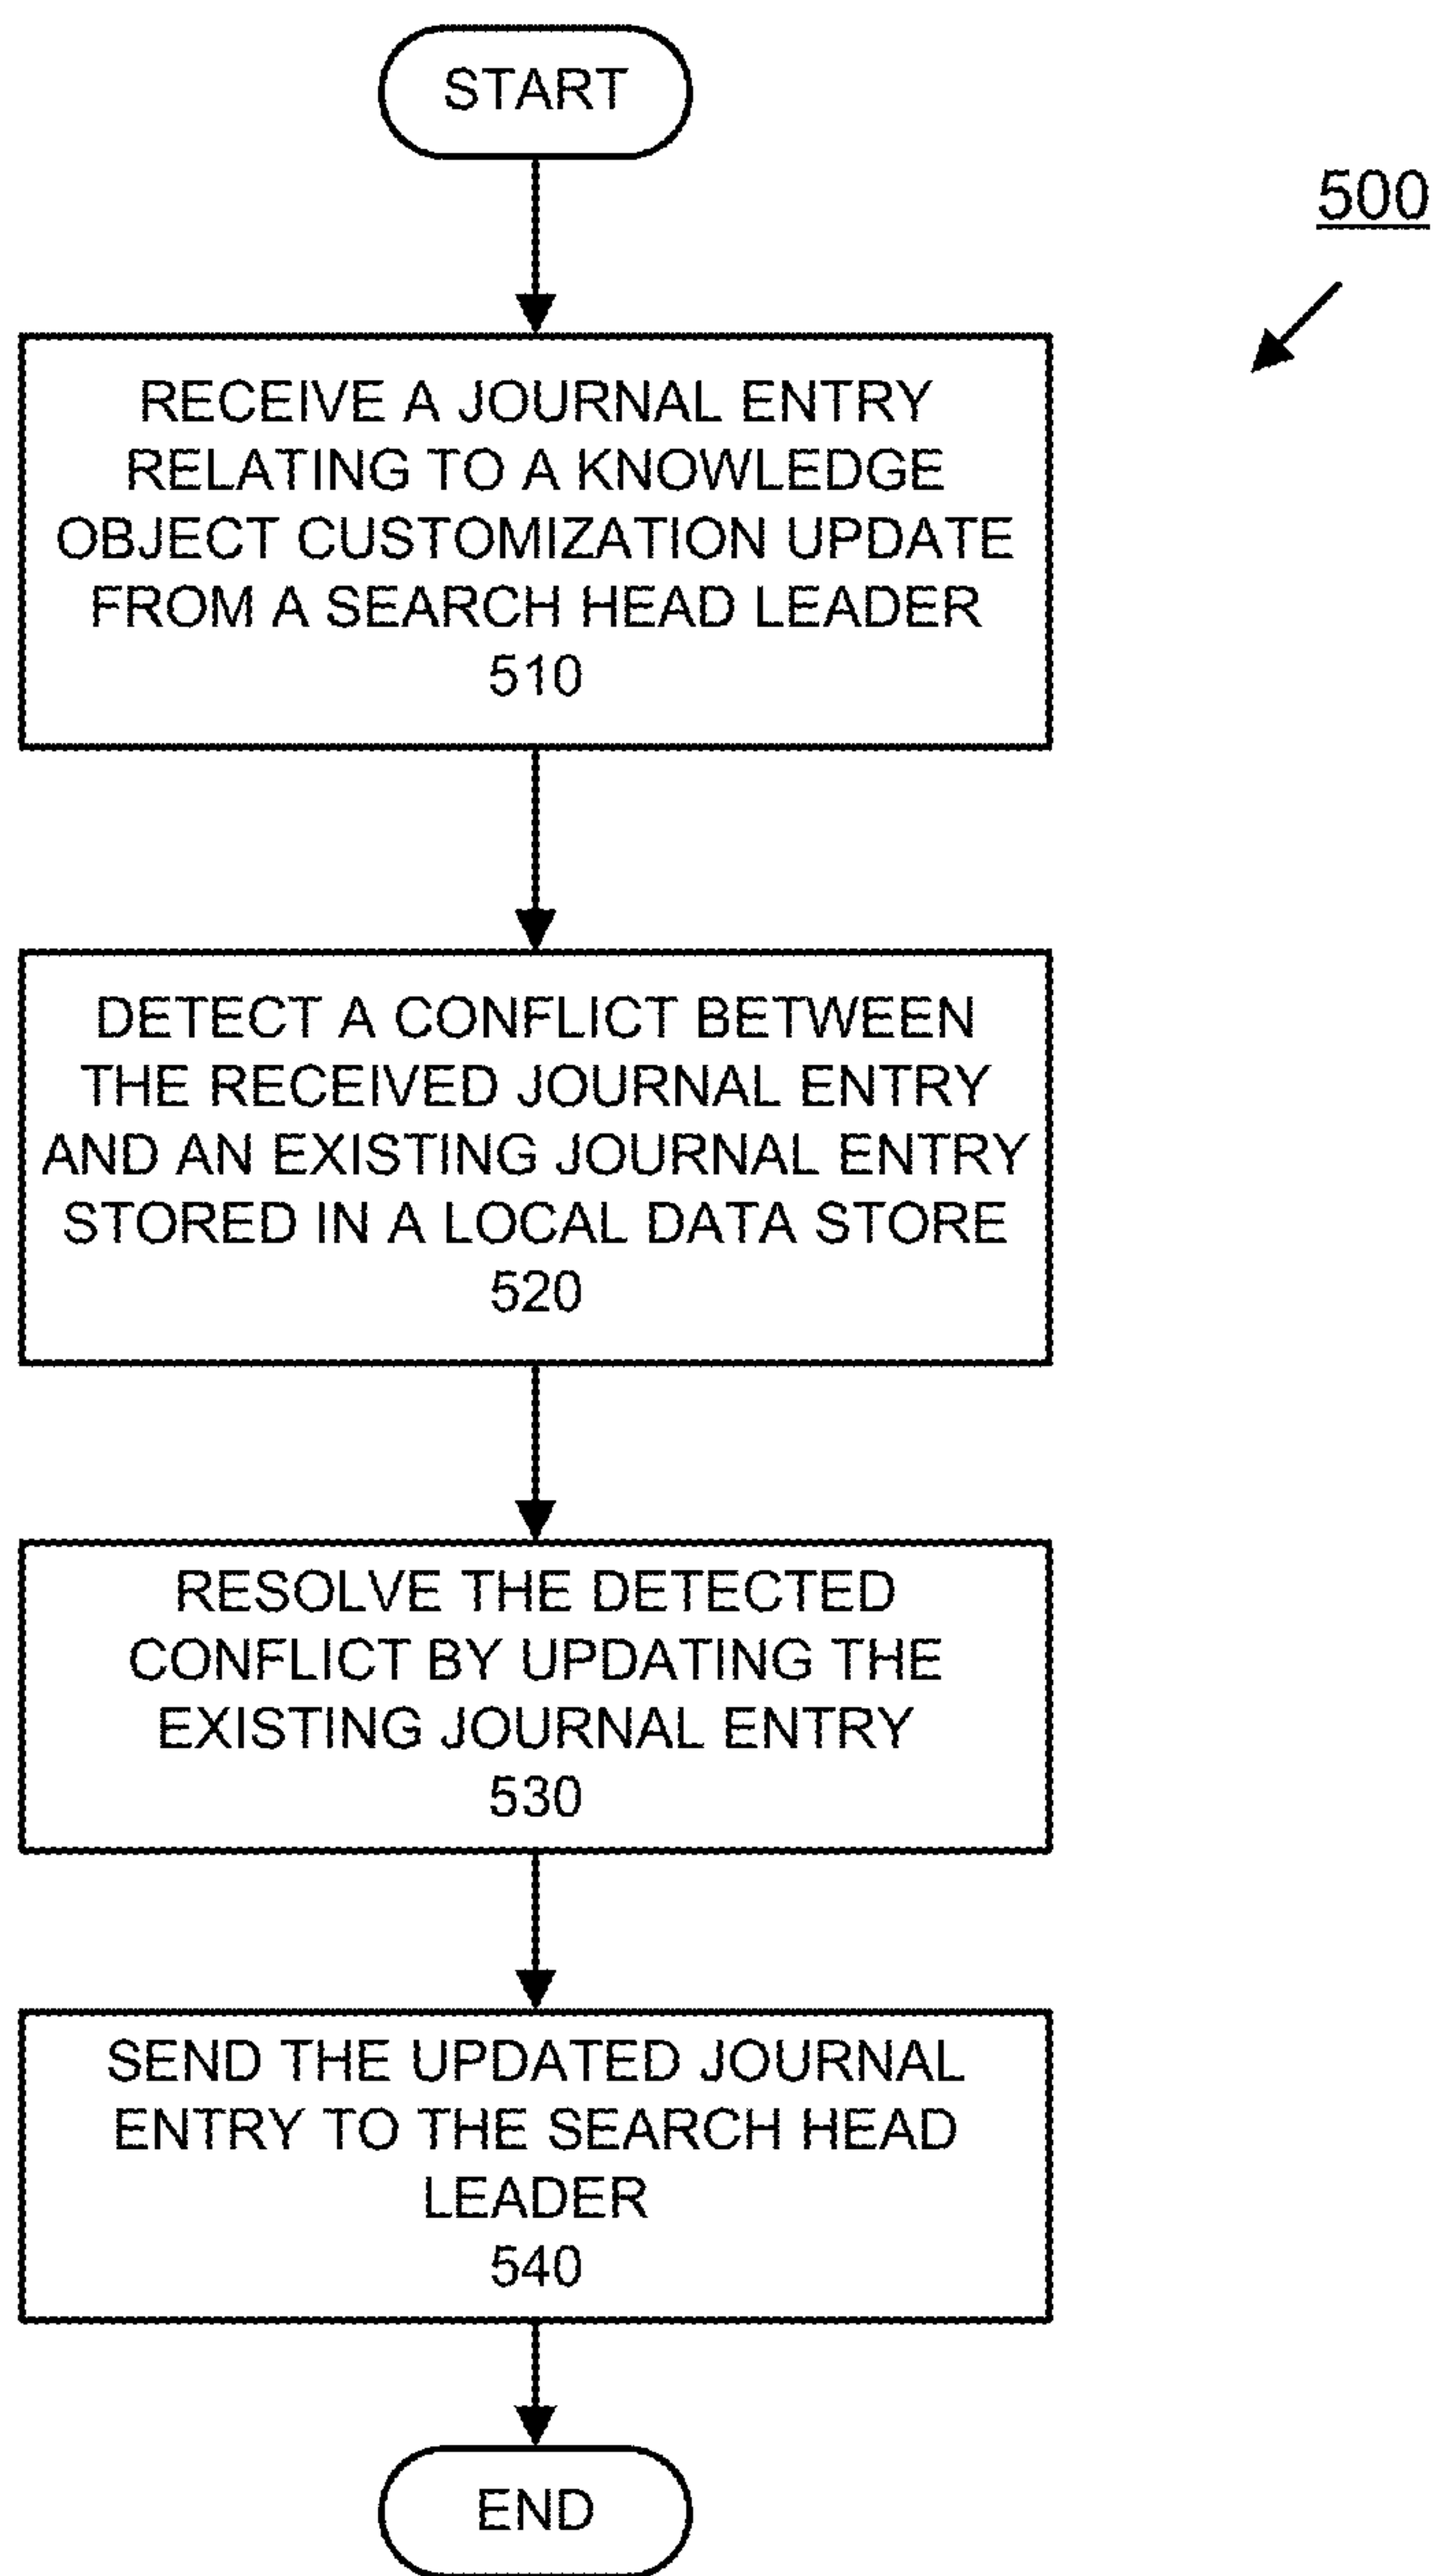 START
500
RECEIVE A JOURNAL ENTRY
RELATING TO A KNOWLEDGE
OBJECT CUSTOMIZATION UPDATE
FROM A SEARCH HEAD LEADER
510
DETECT A CONFLICT BETWEEN
THE RECEIVED JOURNAL ENTRY
AND AN EXISTING JOURNAL ENTRY
STORED IN A LOCAL DATA STORE
520
RESOLVE THE DETECTED
CONFLICT BY UPDATING THE
EXISTING JOURNAL ENTRY
530
SEND THE UPDATED JOURNAL
ENTRY TO THE SEARCH HEAD
LEADER
540
END